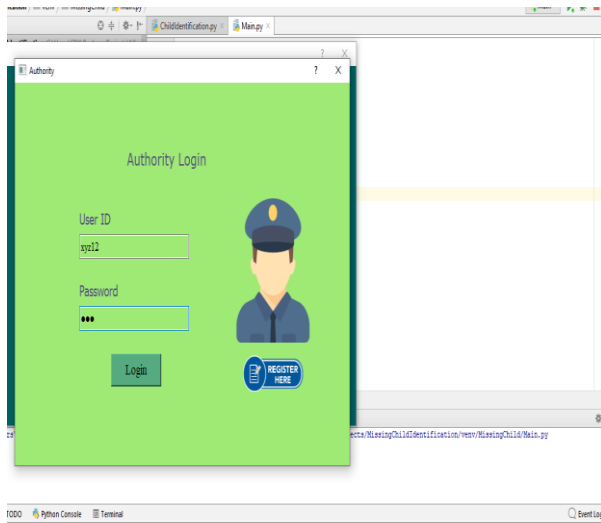 ChildIdentification.py × Main.py ×
? X
Authority ? X
Authority Login
User ID
xyz12
Password
•••
Login
REGISTER
HERE
ects/MissingChildIdentification/venv/MissingChild/Main.py
TODO Python Console Terminal Event Log